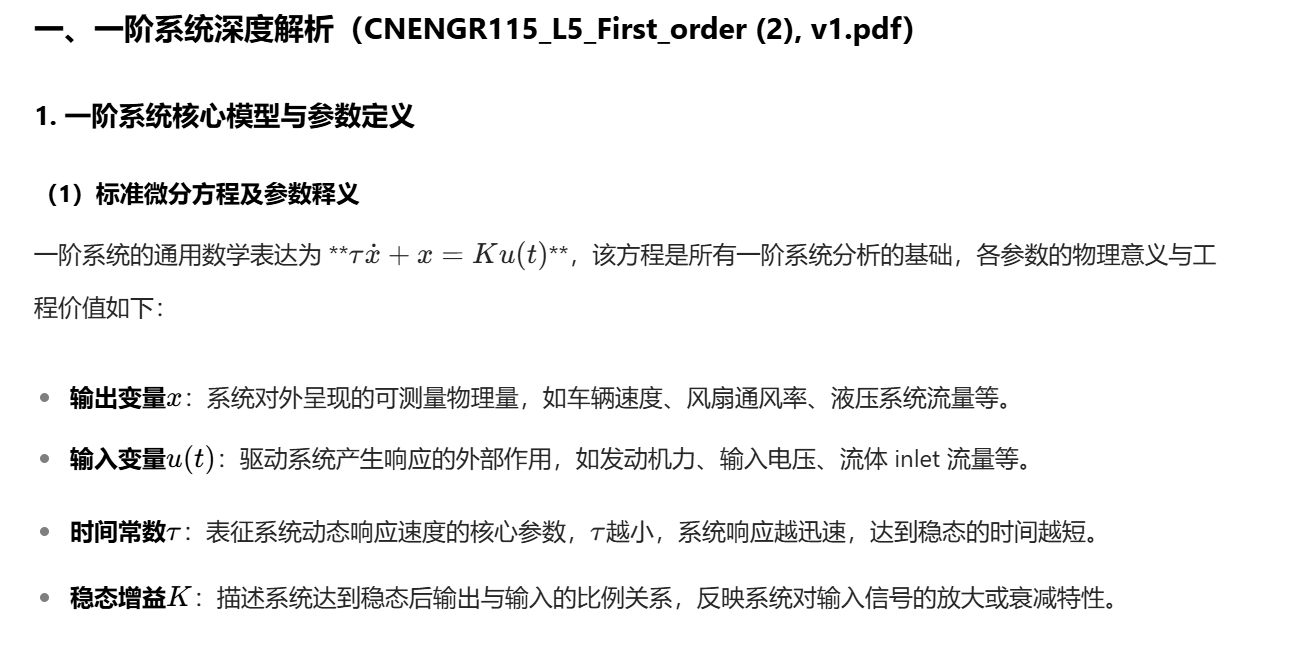 一、一阶系统深度解析（CNENGR115_L5_First_order (2), v1.pdf）
1. 一阶系统核心模型与参数定义
（1）标准微分方程及参数释义
一阶系统的通用数学表达为 **τẋ + x = Ku(t)**，该方程是所有一阶系统分析的基础，各参数的物理意义与工
程价值如下：
• 输出变量x：系统对外呈现的可测量物理量，如车辆速度、风扇通风率、液压系统流量等。
• 输入变量u(t)：驱动系统产生响应的外部作用，如发动机力、输入电压、流体 inlet 流量等。
• 时间常数τ：表征系统动态响应速度的核心参数，τ越小，系统响应越迅速，达到稳态的时间越短。
• 稳态增益K：描述系统达到稳态后输出与输入的比例关系，反映系统对输入信号的放大或衰减特性。